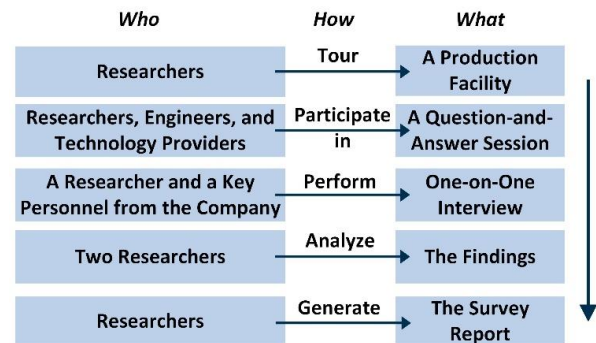 Who How What
Researchers Tour A Production
Facility
Researchers, Engineers, and
Technology Providers Participate
in A Question-and-
Answer Session
A Researcher and a Key
Personnel from the Company Perform One-on-One
Interview
Two Researchers Analyze The Findings
Researchers Generate The Survey
Report